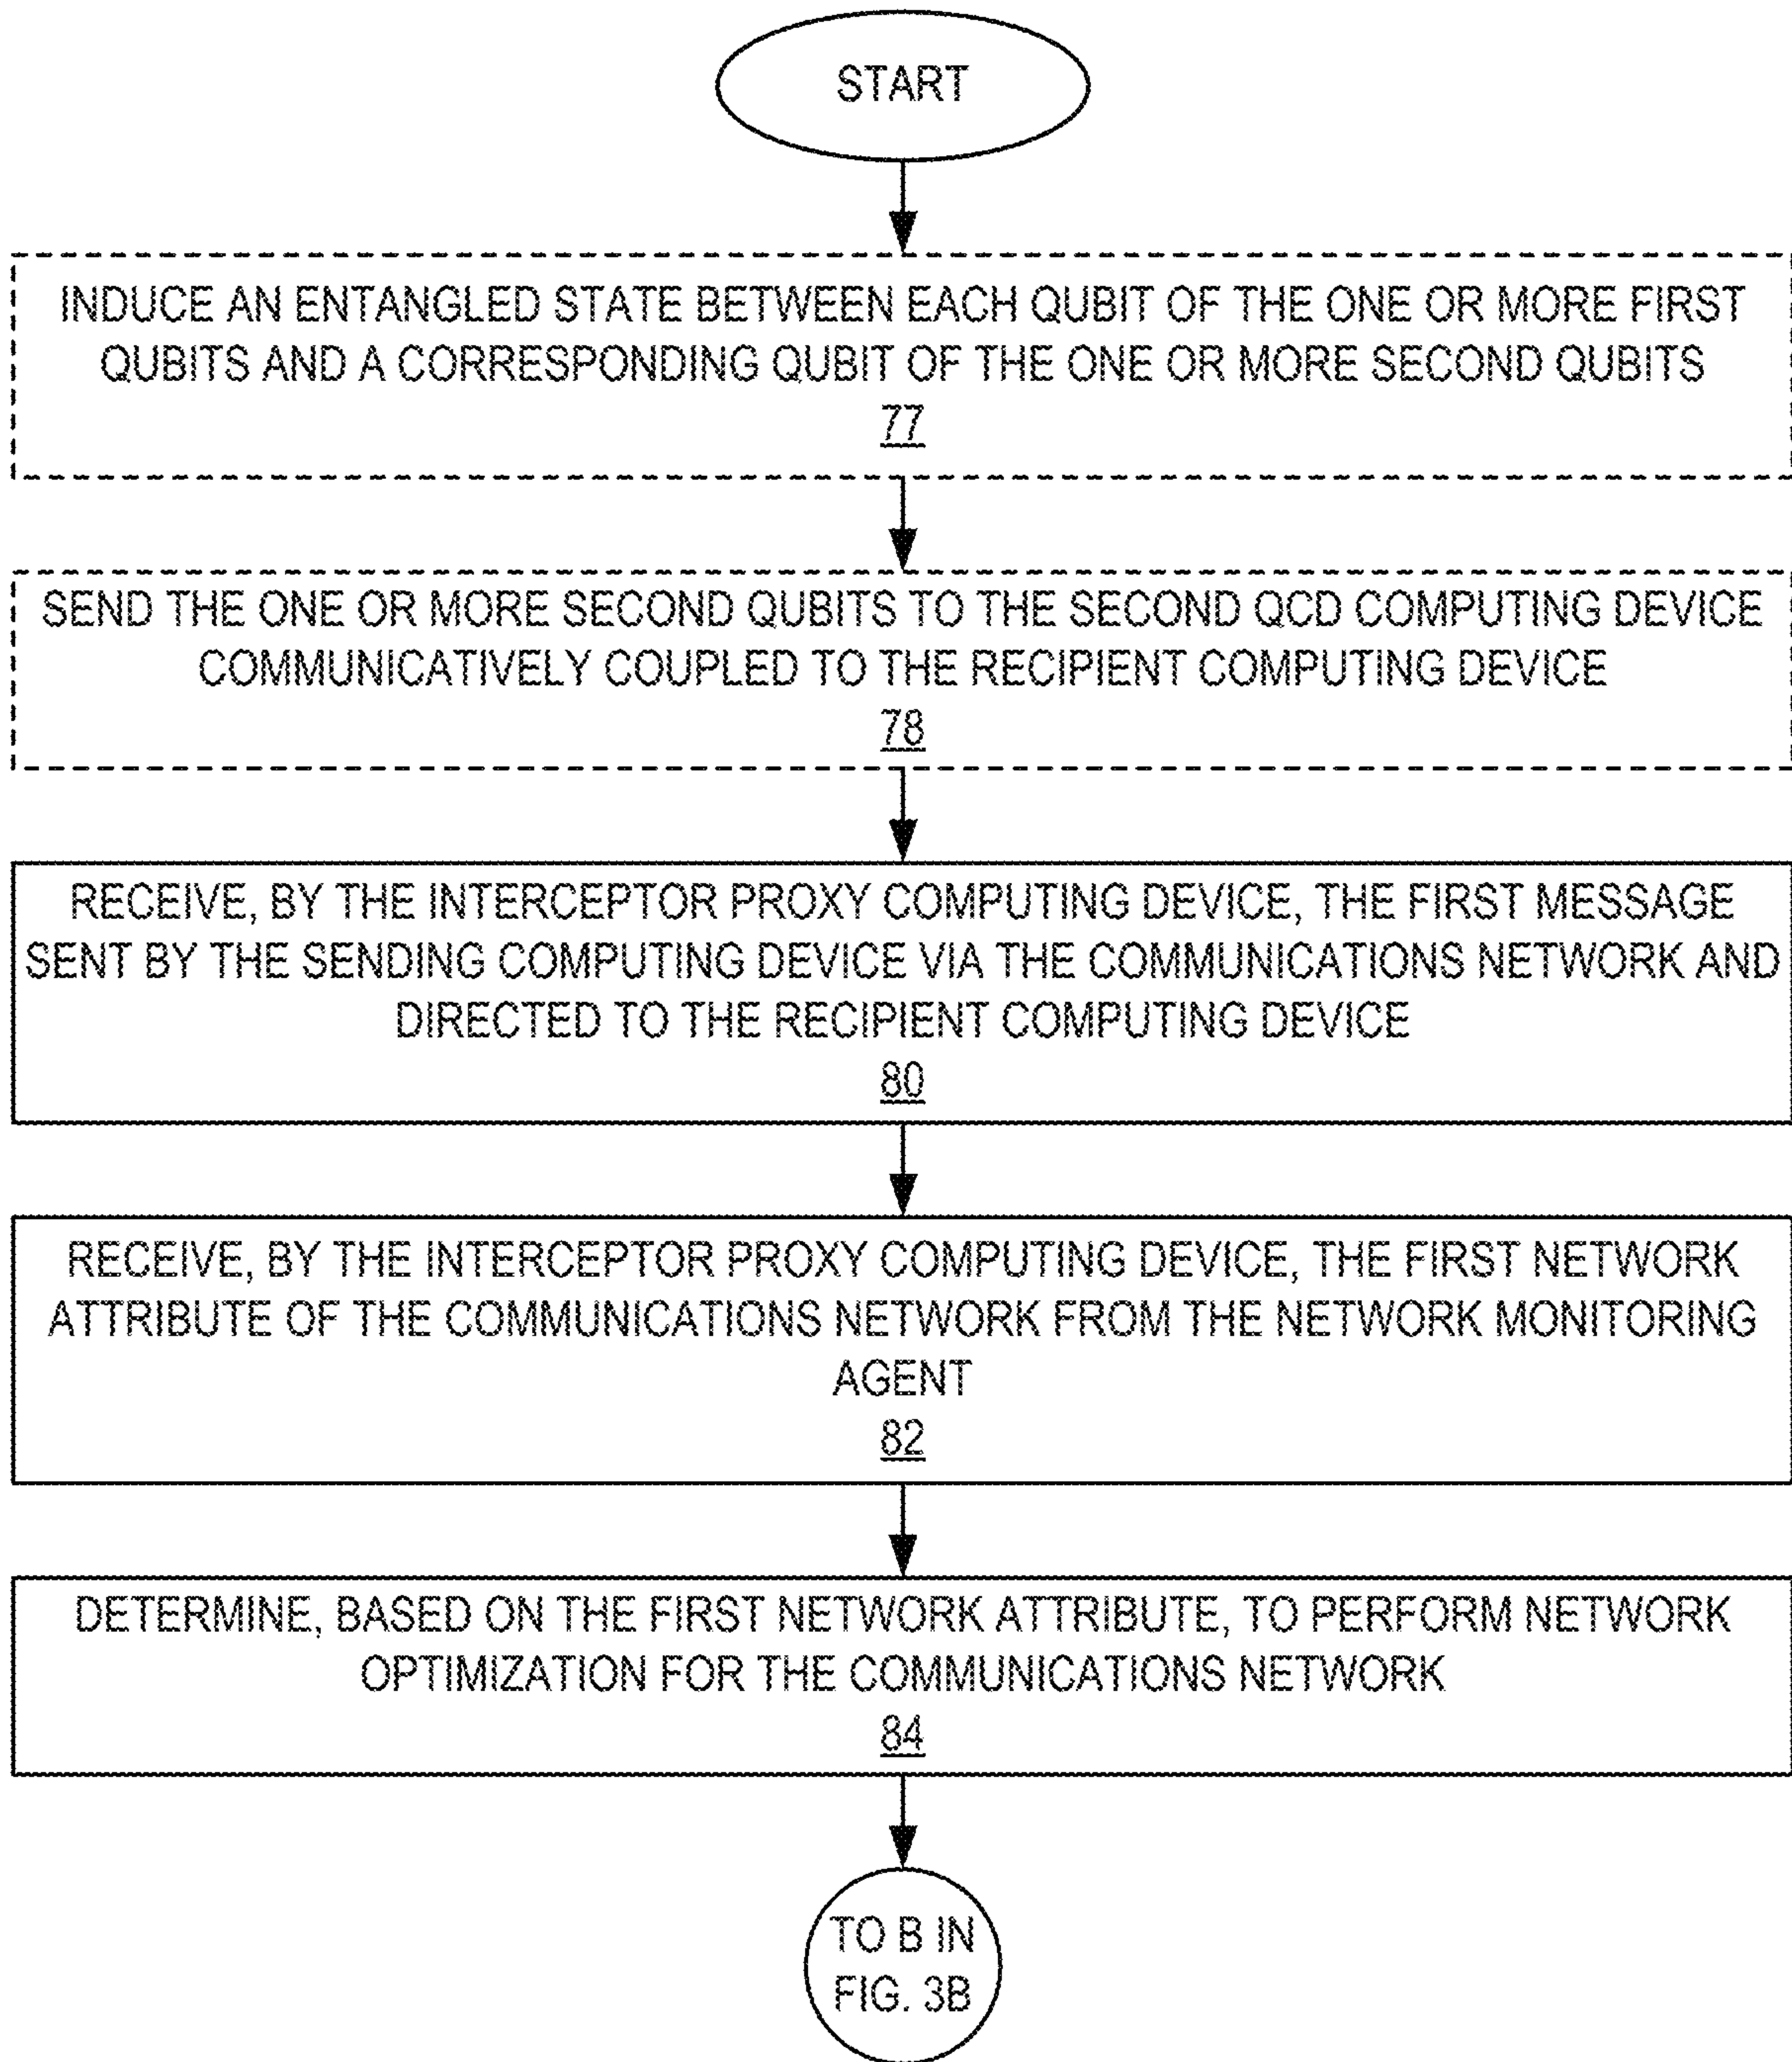 START
INDUCE AN ENTANGLED STATE BETWEEN EACH QUBIT OF THE ONE OR MORE FIRST
QUBITS AND A CORRESPONDING QUBIT OF THE ONE OR MORE SECOND QUBITS
77
SEND THE ONE OR MORE SECOND QUBITS TO THE SECOND QCD COMPUTING DEVICE
COMMUNICATIVELY COUPLED TO THE RECIPIENT COMPUTING DEVICE
78
RECEIVE, BY THE INTERCEPTOR PROXY COMPUTING DEVICE, THE FIRST MESSAGE
SENT BY THE SENDING COMPUTING DEVICE VIA THE COMMUNICATIONS NETWORK AND
DIRECTED TO THE RECIPIENT COMPUTING DEVICE
80
RECEIVE, BY THE INTERCEPTOR PROXY COMPUTING DEVICE, THE FIRST NETWORK
ATTRIBUTE OF THE COMMUNICATIONS NETWORK FROM THE NETWORK MONITORING
AGENT
82
DETERMINE, BASED ON THE FIRST NETWORK ATTRIBUTE, TO PERFORM NETWORK
OPTIMIZATION FOR THE COMMUNICATIONS NETWORK
84
TO B IN
FIG. 3B